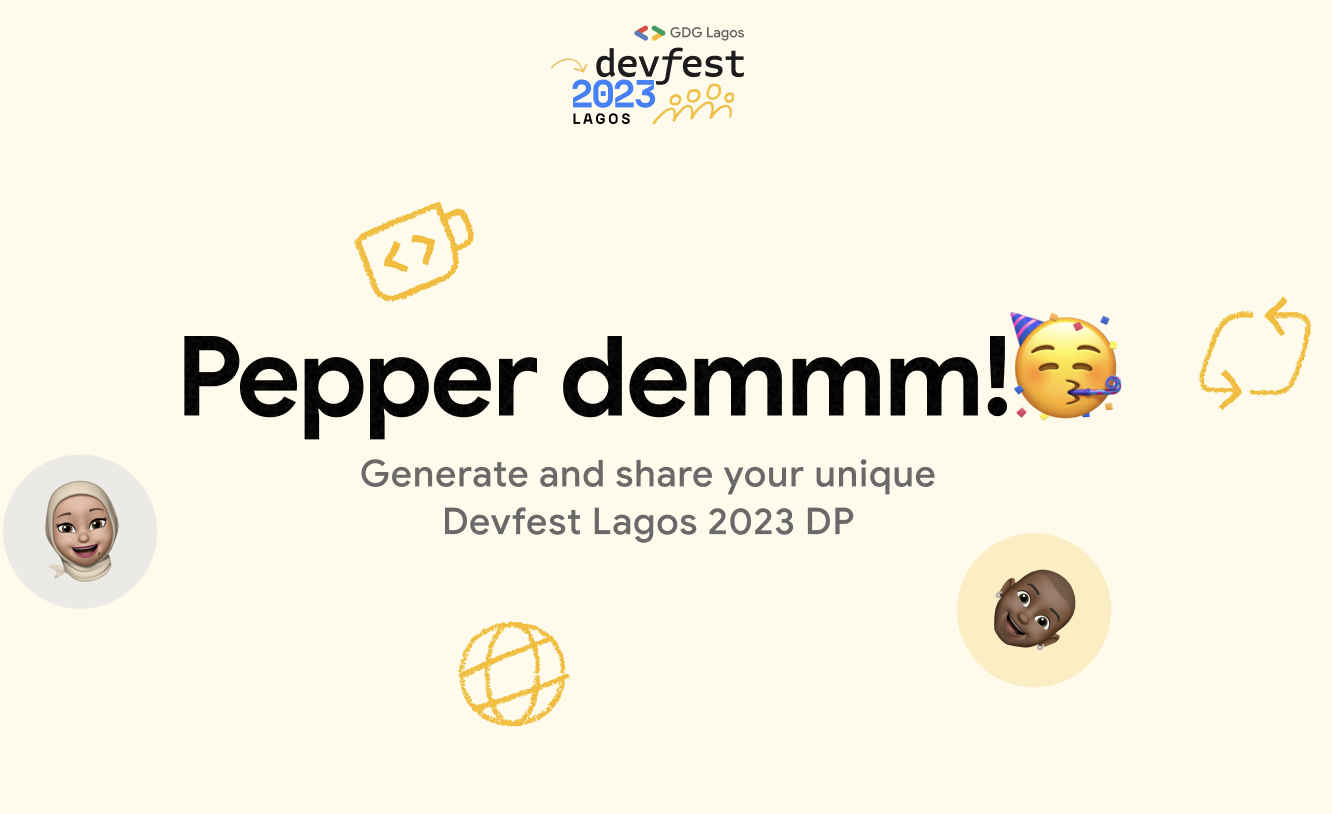 GDG Lagos
devfest
2023
LAGOS
Pepper demmm!
Generate and share your unique
Devfest Lagos 2023 DP